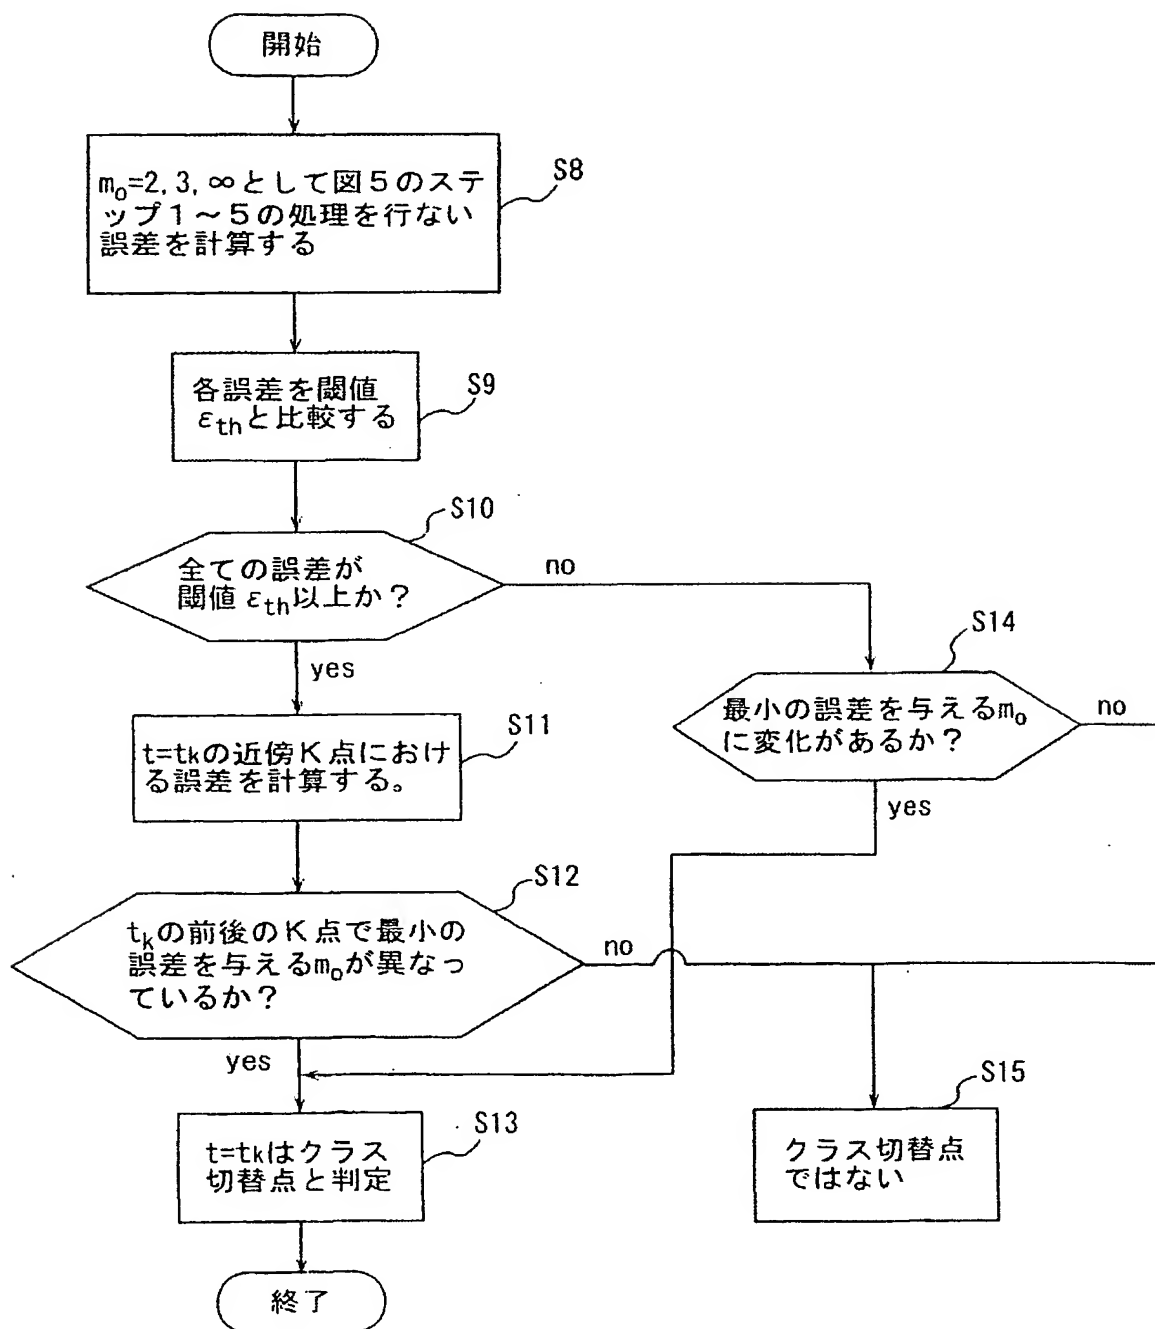 開始
m₀=2, 3, ∞として図5のステ
ップ1~5の処理を行ない
誤差を計算する
S8
各誤差を閾値
ε_thと比較する
S9
全ての誤差が
閾値 ε_th以上か?
S10
no
yes
t=tkの近傍K点におけ
る誤差を計算する。
S11
最小の誤差を与えるm₀
に変化があるか?
S14
no
yes
t_kの前後のK点で最小の
誤差を与えるm₀が異なっ
ているか?
S12
no
yes
t=tkはクラス
切替点と判定
S13
クラス切替点
ではない
S15
終了